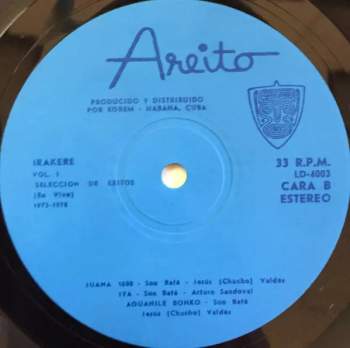 Areito
PRODUCIDO Y DISTRIBUIDO
POR EGREM - HABANA, CUBA
IRAKERE
VOL. I
SELECCION DE EXITOS
(En Vivo)
1973-1978
33 R.P.M.
LD-4003
CARA B
ESTEREO
JUANA 1600 - Son Batá - Jesús (Chucho) Valdés
IYA - Son Batá - Arturo Sandoval
AGUANILE BONKO - Son Batá
Jesús (Chucho) Valdés